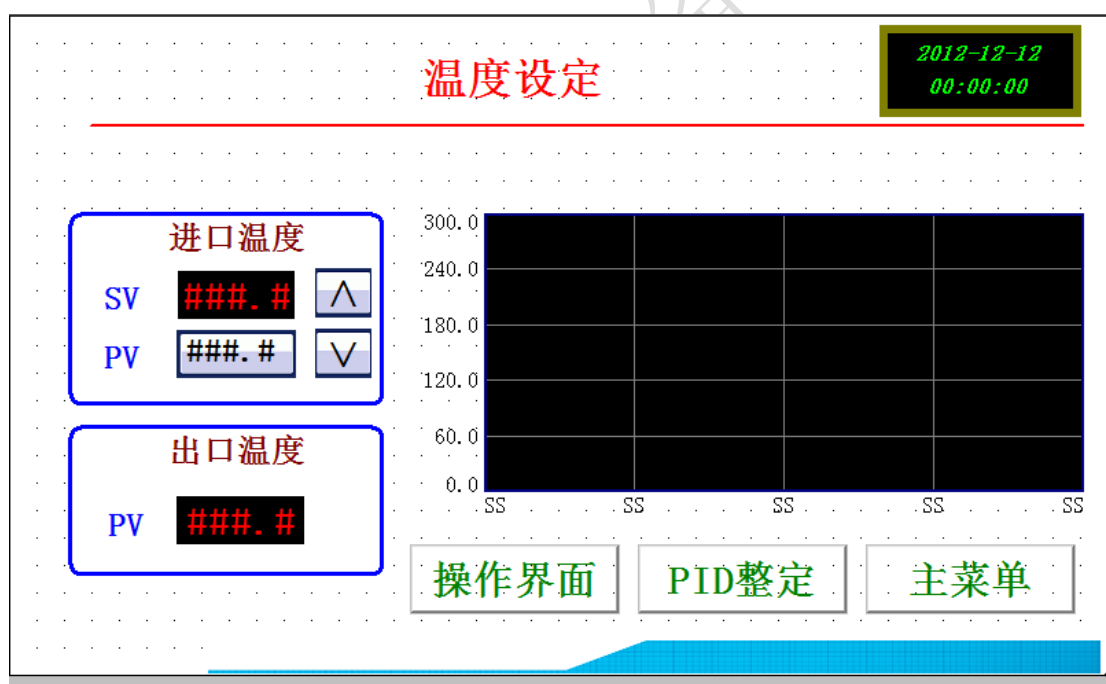 温度设定
2012-12-12
00:00:00
进口温度
SV ###.# ∧
PV ###.# ∨
出口温度
PV ###.#
300.0
240.0
180.0
120.0
60.0
0.0
SS SS SS SS SS
操作界面 PID整定 主菜单